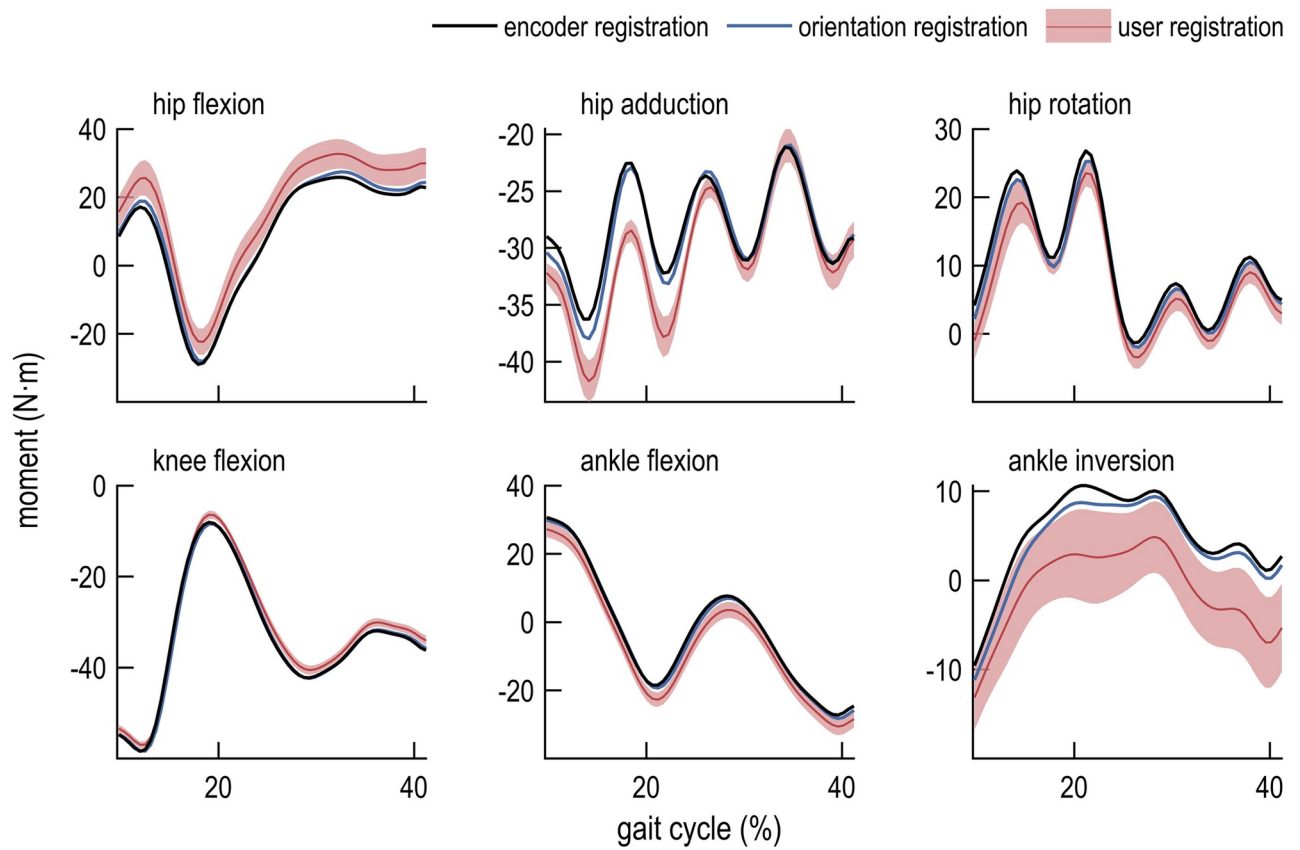 encoder registration orientation registration user registration
hip flexion hip adduction hip rotation
40 -20 30
20 -25 20
0 -30 10
-20 -35 0
-40
moment (N·m)
knee flexion ankle flexion ankle inversion
0 40 10
-20 20 0
-40 0 -10
-20
20 40 20 40 20 40
gait cycle (%)